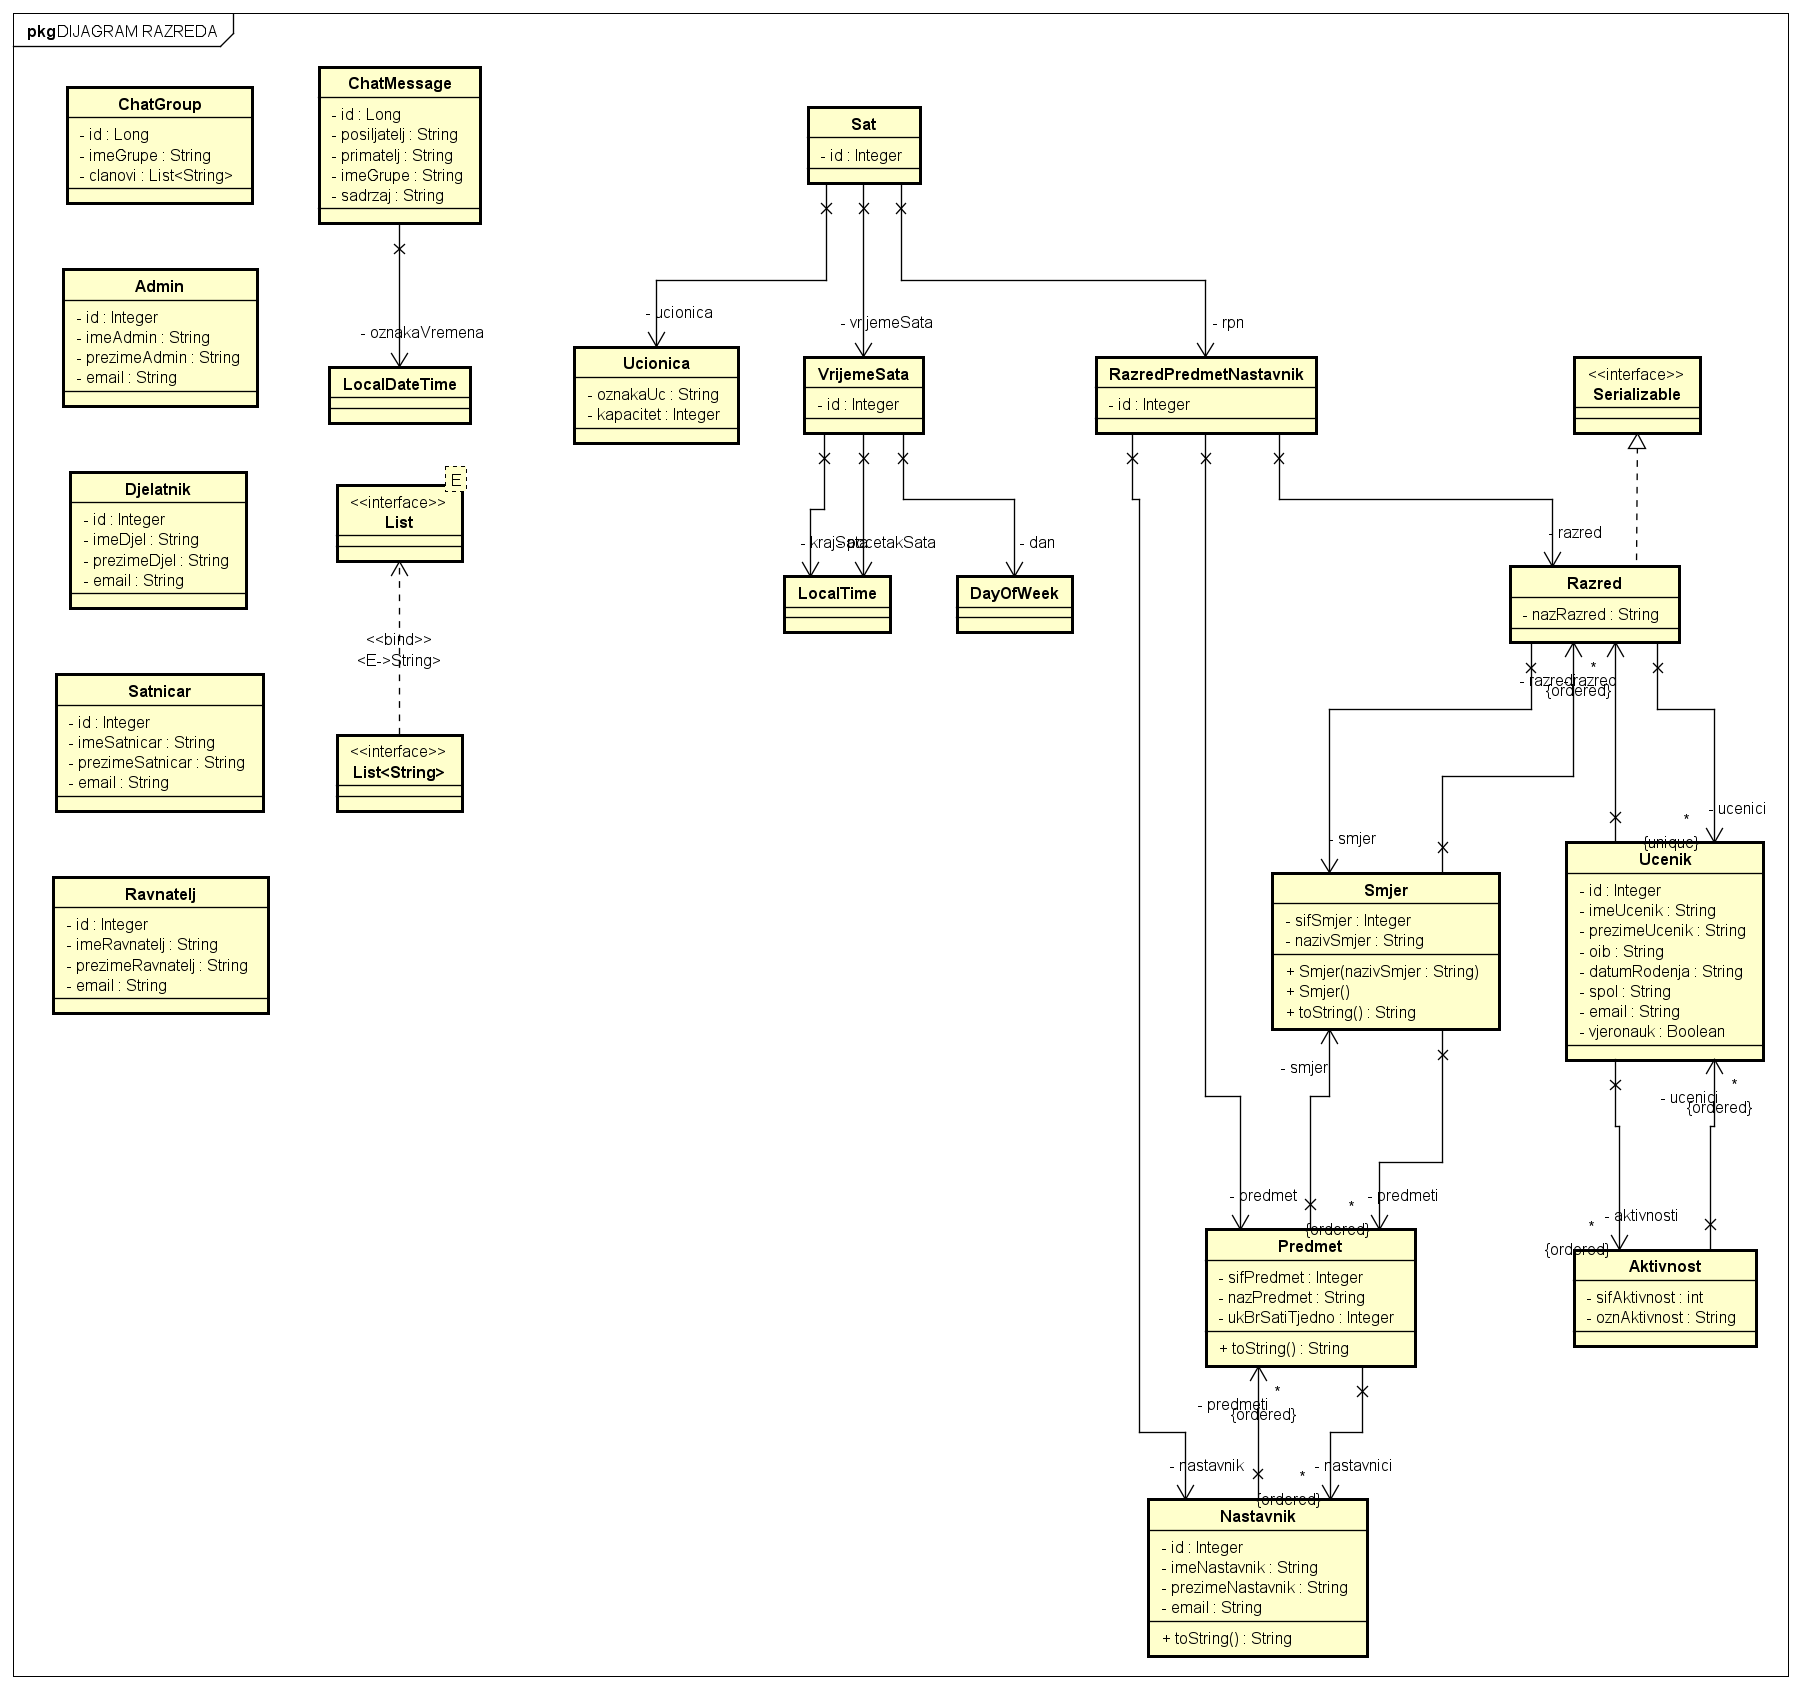 pkg DIJAGRAM RAZREDA
ChatGroup
- id : Long
- imeGrupe : String
- clanovi : List<String>
ChatMessage
- id : Long
- posiljatelj : String
- primatelj : String
- imeGrupe : String
- sadrzaj : String
- oznakaVremena
LocalDateTime
Admin
- id : Integer
- imeAdmin : String
- prezimeAdmin : String
- email : String
Djelatnik
- id : Integer
- imeDjel : String
- prezimeDjel : String
- email : String
E
<<interface>>
List
<<bind>>
<E->String>
<<interface>>
List<String>
Satnicar
- id : Integer
- imeSatnicar : String
- prezimeSatnicar : String
- email : String
Ravnatelj
- id : Integer
- imeRavnatelj : String
- prezimeRavnatelj : String
- email : String
Sat
- id : Integer
- ucionica
- vrijemeSata
- rpn
Ucionica
- oznakaUc : String
- kapacitet : Integer
VrijemeSata
- id : Integer
- krajSata
- pocetakSata
- dan
LocalTime
DayOfWeek
RazredPredmetNastavnik
- id : Integer
<<interface>>
Serializable
- razred
Razred
- nazRazred : String
- razred
*
{ordered}
- razred
- smjer
- ucenici
*
{unique}
Smjer
- sifSmjer : Integer
- nazivSmjer : String
+ Smjer(nazivSmjer : String)
+ Smjer()
+ toString() : String
Ucenik
- id : Integer
- imeUcenik : String
- prezimeUcenik : String
- oib : String
- datumRodenja : String
- spol : String
- email : String
- vjeronauk : Boolean
- smjer
- ucenici
*
{ordered}
- predmet
*
- predmeti
{ordered}
- aktivnosti
*
{ordered}
Predmet
- sifPredmet : Integer
- nazPredmet : String
- ukBrSatiTjedno : Integer
+ toString() : String
Aktivnost
- sifAktivnost : int
- oznAktivnost : String
- predmeti
*
{ordered}
- nastavnik
*
- nastavnici
{ordered}
Nastavnik
- id : Integer
- imeNastavnik : String
- prezimeNastavnik : String
- email : String
+ toString() : String